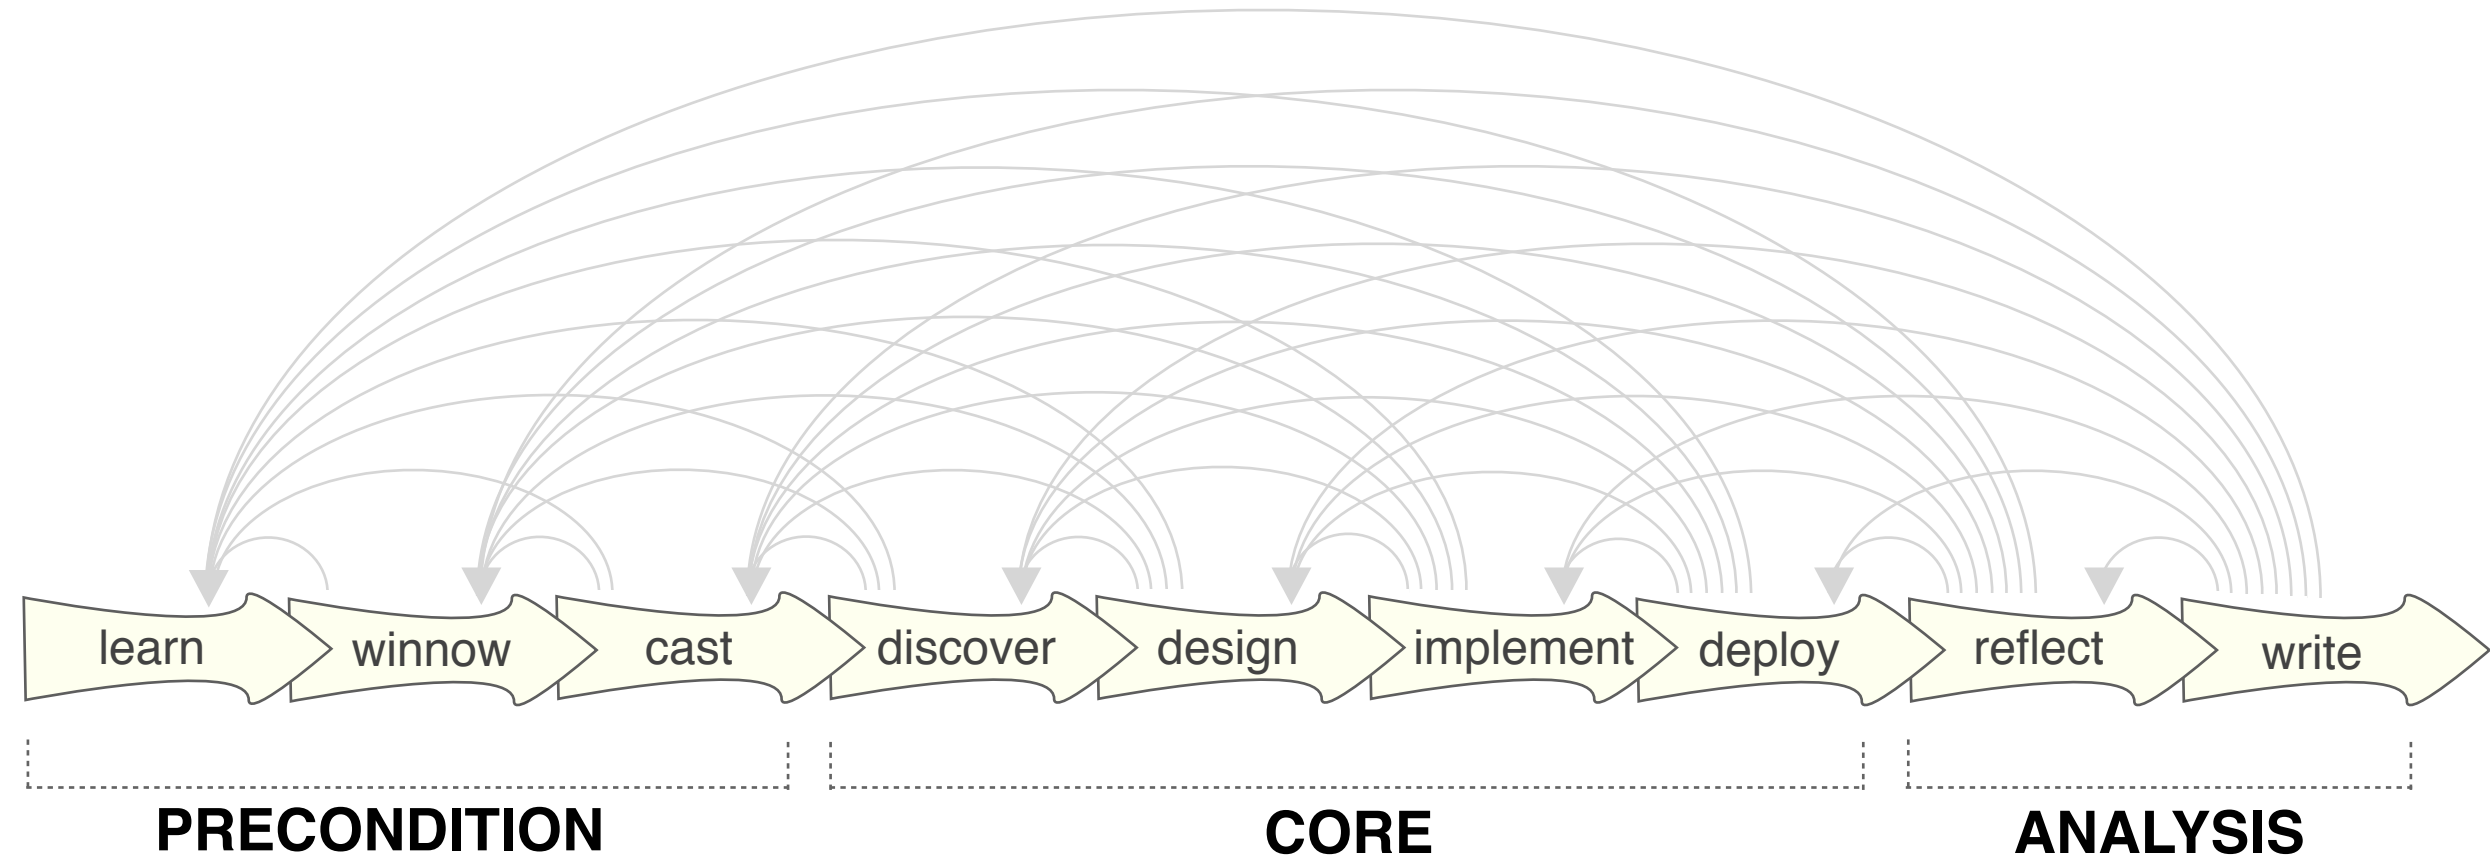 learn winnow cast discover design implement deploy reflect write
PRECONDITION CORE ANALYSIS